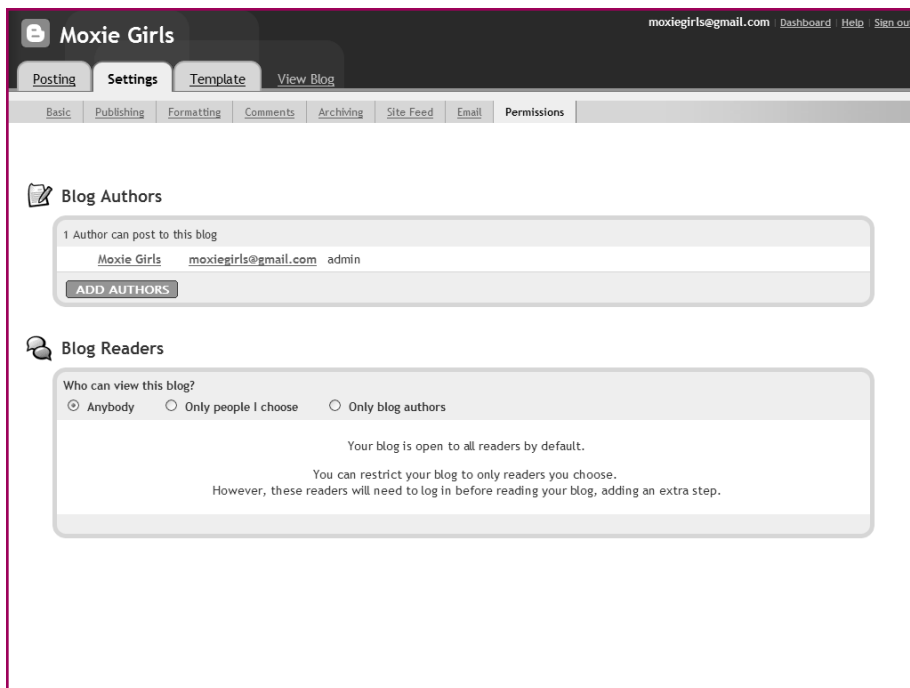 Moxie Girls
moxiegirls@gmail.com | Dashboard | Help | Sign out
Posting Settings Template View Blog
Basic Publishing Formatting Comments Archiving Site Feed Email Permissions
Blog Authors
1 Author can post to this blog
Moxie Girls moxiegirls@gmail.com admin
ADD AUTHORS
Blog Readers
Who can view this blog?
Anybody Only people I choose Only blog authors
Your blog is open to all readers by default.
You can restrict your blog to only readers you choose.
However, these readers will need to log in before reading your blog, adding an extra step.